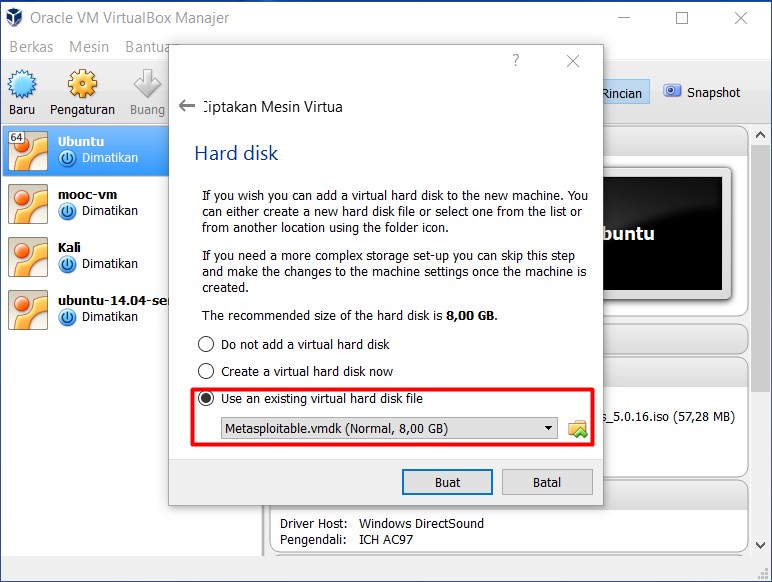 Oracle VM VirtualBox Manajer
Berkas Mesin Bantuan
Baru Pengaturan Buang
Rincian Snapshot
64
Ubuntu
Dimatikan
mooc-vm
Dimatikan
Kali
Dimatikan
ubuntu-14.04-se
Dimatikan
?
Ciptakan Mesin Virtua
Hard disk
If you wish you can add a virtual hard disk to the new machine. You
can either create a new hard disk file or select one from the list or
from another location using the folder icon.
If you need a more complex storage set-up you can skip this step
and make the changes to the machine settings once the machine is
created.
The recommended size of the hard disk is 8,00 GB.
Do not add a virtual hard disk
Create a virtual hard disk now
Use an existing virtual hard disk file
Metasploitable.vmdk (Normal, 8,00 GB)
Buat Batal
buntu
s_5.0.16.iso (57,28 MB)
Driver Host: Windows DirectSound
Pengendali: ICH AC97